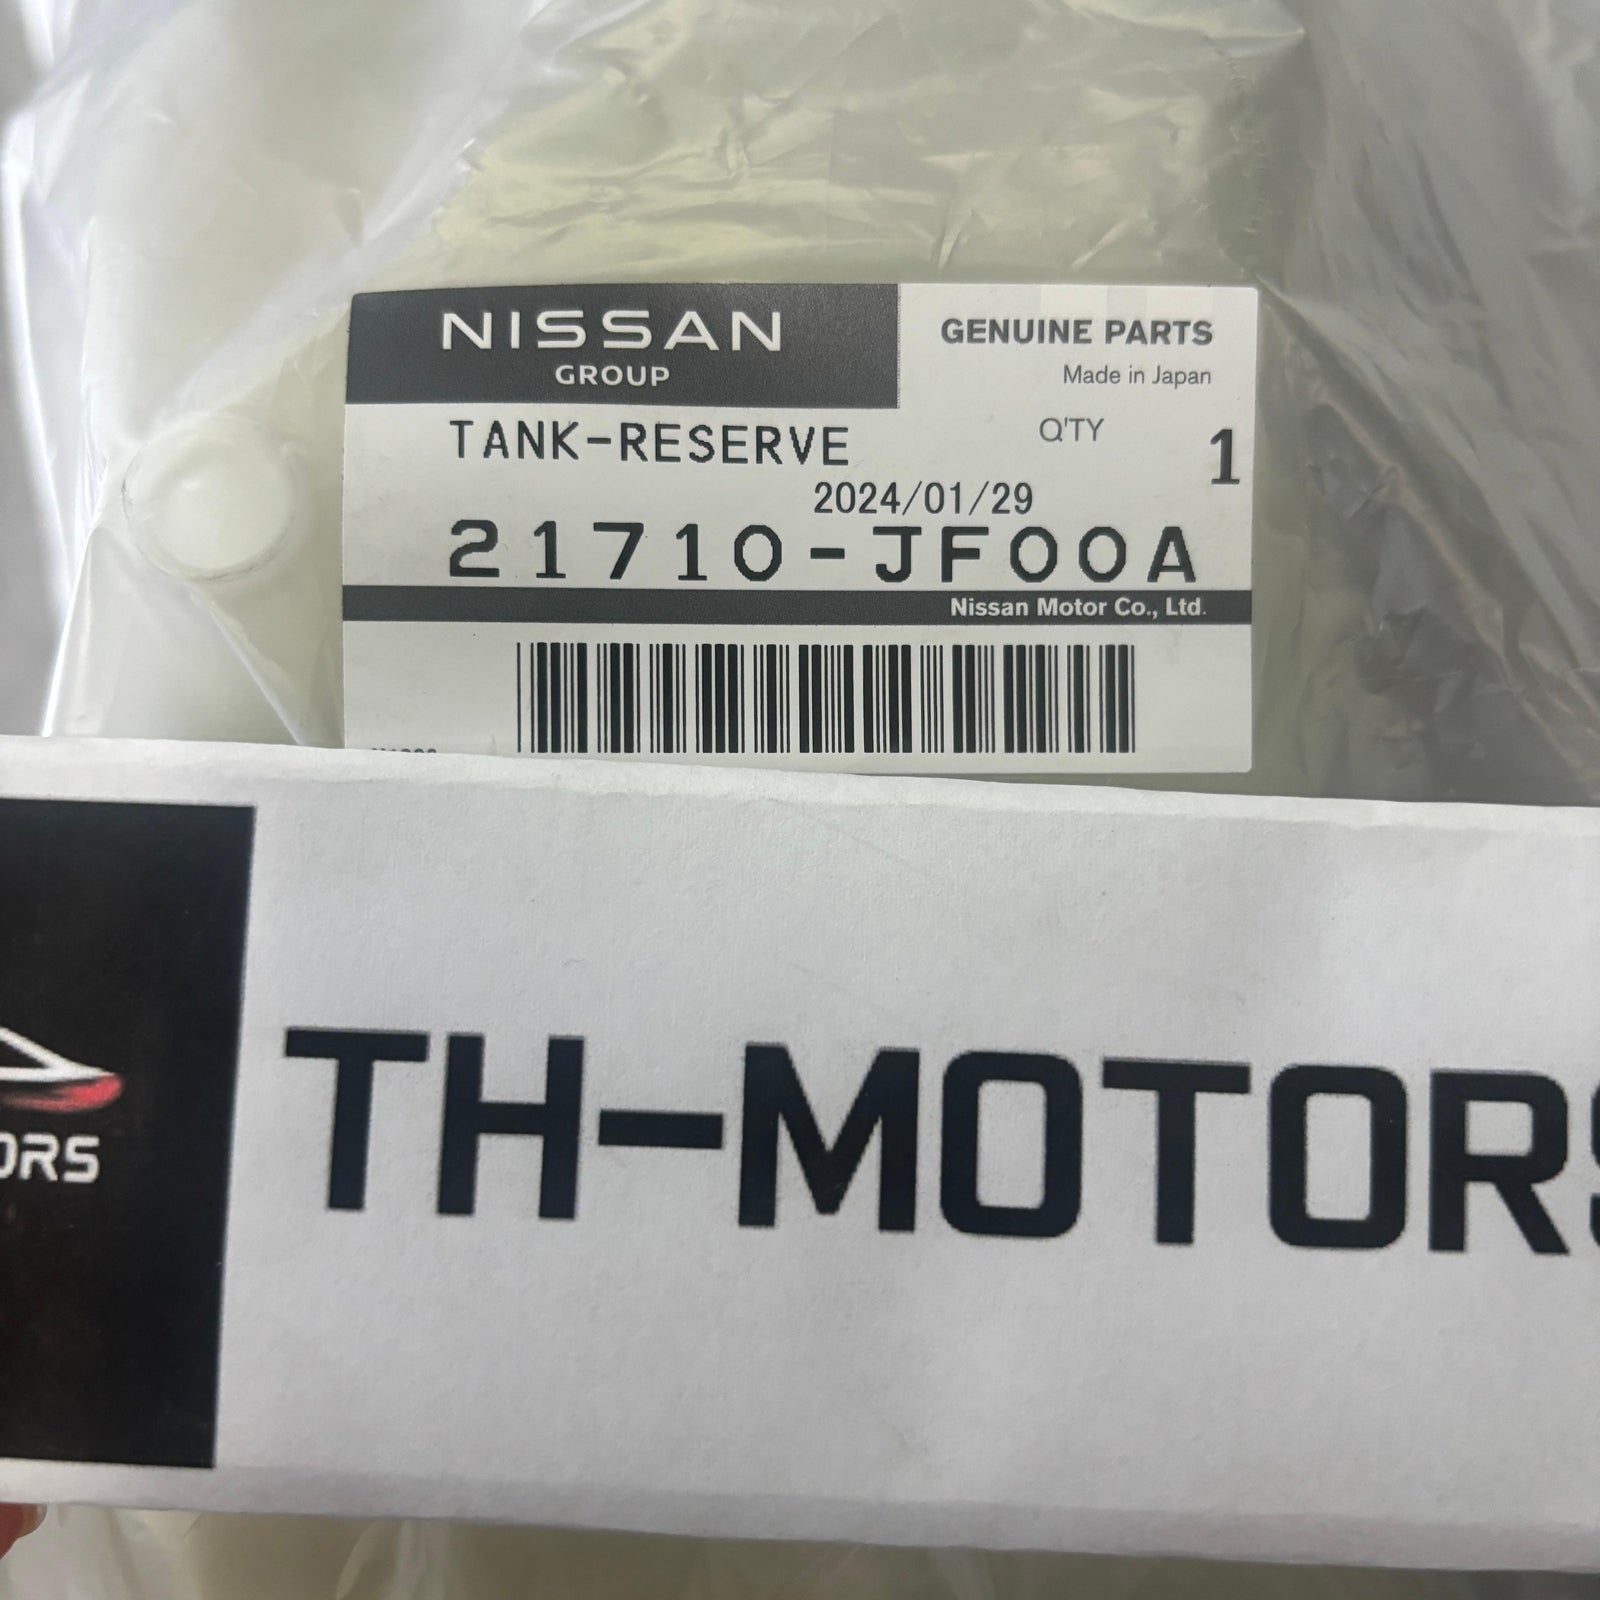 NISSAN
GROUP
GENUINE PARTS
Made in Japan
TANK-RESERVE
Q'TY
1
2024/01/29
21710-JF00A
Nissan Motor Co., Ltd.
ORS
TH-MOTORS